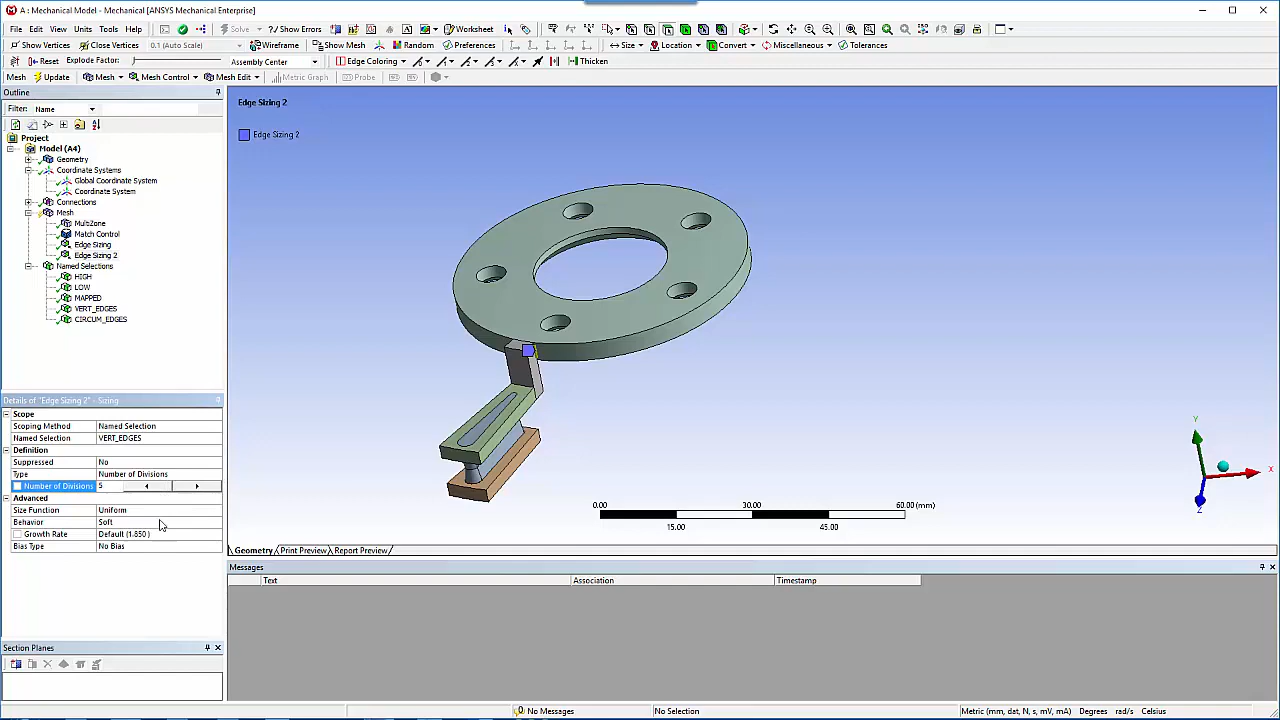 A : Mechanical Model - Mechanical [ANSYS Mechanical Enterprise]
File Edit View Units Tools Help Solve Show Errors Worksheet
Show Vertices Close Vertices 0.1 (Auto Scale) Wireframe Show Mesh Random Preferences Size Location Convert Miscellaneous Tolerances
Reset Explode Factor: Assembly Center Edge Coloring Thicken
Mesh Update Mesh Mesh Control Mesh Edit Metric Graph Probe
Outline
Filter: Name
Project
Model (A4)
Geometry
Coordinate Systems
Global Coordinate System
Coordinate System
Connections
Mesh
MultiZone
Match Control
Edge Sizing
Edge Sizing 2
Named Selections
HIGH
LOW
MAPPED
VERT_EDGES
CIRCUM_EDGES
Details of "Edge Sizing 2" - Sizing
Scope
Scoping Method Named Selection
Named Selection VERT_EDGES
Definition
Suppressed No
Type Number of Divisions
Number of Divisions 5
Advanced
Size Function Uniform
Behavior Soft
Growth Rate Default (1.850 )
Bias Type No Bias
Section Planes
Edge Sizing 2
Edge Sizing 2
Y
X
Z
0.00 30.00 60.00 (mm)
15.00 45.00
Geometry Print Preview Report Preview
Messages
Text Association Timestamp
No Messages No Selection Metric (mm, dat, N, s, mV, mA) Degrees rad/s Celsius